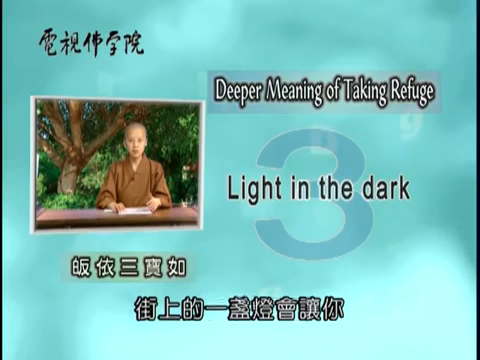 電視佛学院
Deeper Meaning of Taking Refuge
3
Light in the dark
皈依三寶如
街上的一盞燈會讓你